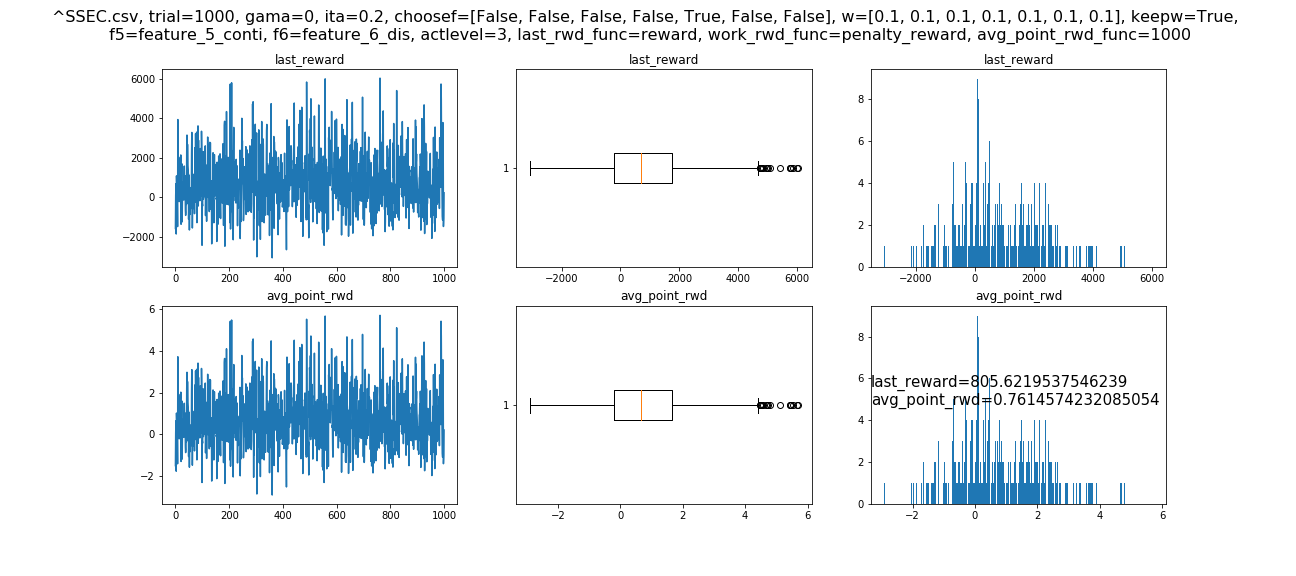 ^SSEC.csv, trial=1000, gama=0, ita=0.2, choosef=[False, False, False, False, True, False, False], w=[0.1, 0.1, 0.1, 0.1, 0.1, 0.1, 0.1], keepw=True,
f5=feature_5_conti, f6=feature_6_dis, actlevel=3, last_rwd_func=reward, work_rwd_func=penalty_reward, avg_point_rwd_func=1000
last_reward
6000
4000
2000
0
−2000
0 200 400 600 800 1000
last_reward
1
−2000 0 2000 4000 6000
last_reward
8
6
4
2
0
−2000 0 2000 4000 6000
avg_point_rwd
6
4
2
0
−2
0 200 400 600 800 1000
avg_point_rwd
1
−2 0 2 4 6
avg_point_rwd
8
6
4
2
0
−2 0 2 4 6
last_reward=805.6219537546239
avg_point_rwd=0.7614574232085054